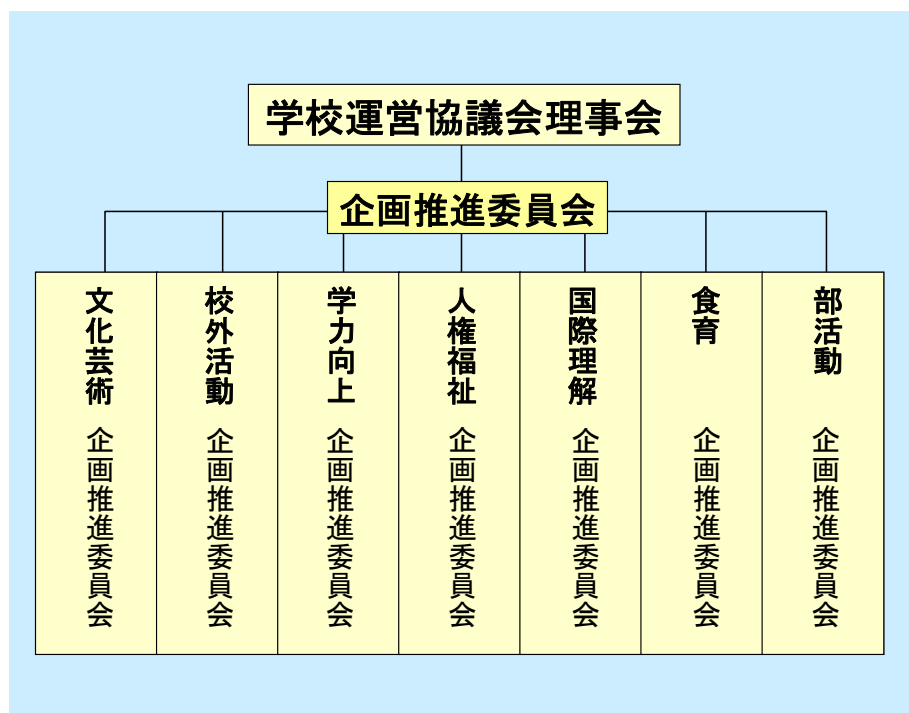 学校運営協議会理事会
企画推進委員会
文化芸術 企画推進委員会
校外活動 企画推進委員会
学力向上 企画推進委員会
人権福祉 企画推進委員会
国際理解 企画推進委員会
食育 企画推進委員会
部活動 企画推進委員会